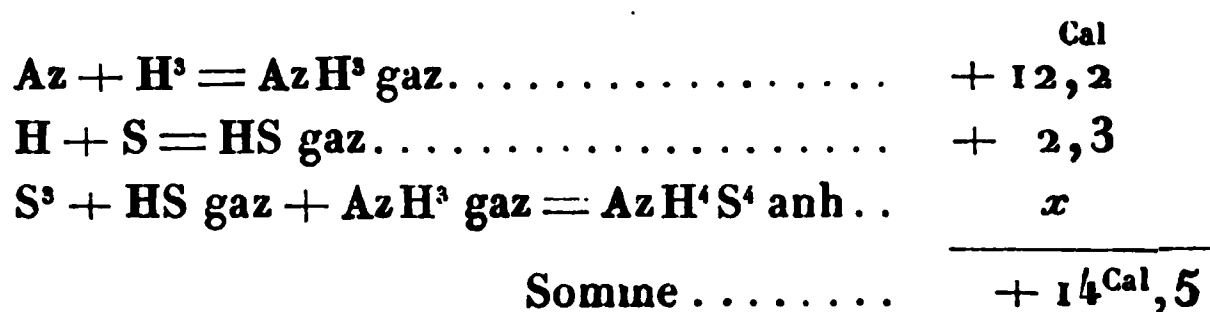 Cal
Az + H³ = AzH³ gaz.................. + 12,2
H + S = HS gaz..................... + 2,3
S³ + HS gaz + AzH³ gaz = AzH⁴S⁴ anh.. x
Somme........ + 14ᶜᵃˡ,5